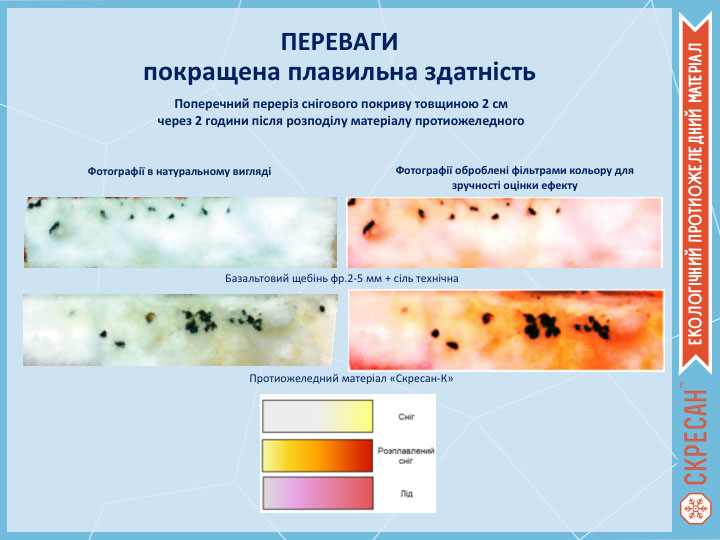 ПЕРЕВАГИ
покращена плавильна здатність
Поперечний переріз снігового покриву товщиною 2 см
через 2 години після розподілу матеріалу протиожеледного
Фотографії в натуральному вигляді
Фотографії оброблені фільтрами кольору для
зручності оцінки ефекту
Базальтовий щебінь фр.2-5 мм + сіль технічна
Протиожеледний матеріал «Скресан-К»
Сніг
Розплавлений
сніг
Лід
ЕКОЛОГІЧНИЙ ПРОТИОЖЕЛЕДНИЙ МАТЕРІАЛ
СКРЕСАН™